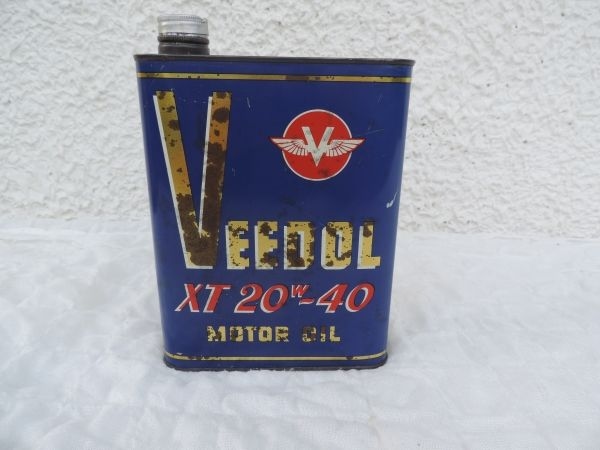 V
VEEDOL
XT 20W-40
MOTOR OIL